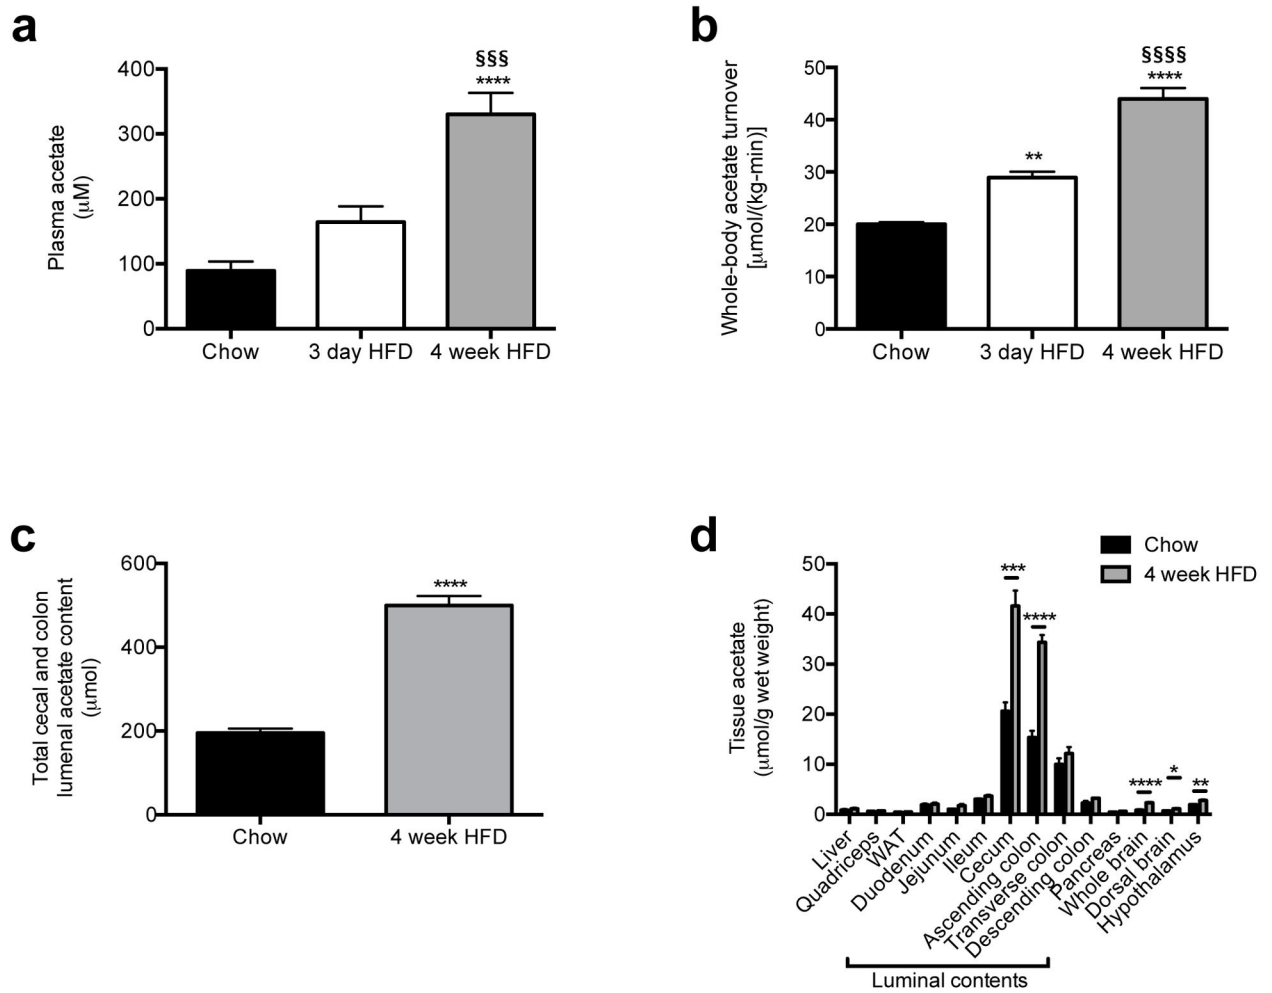 a
Plasma acetate
(μM)
400
300
200
100
0
§§§
****
Chow
3 day HFD
4 week HFD
b
Whole-body acetate turnover
[μmol/(kg-min)]
50
40
30
20
10
0
**
§§§§
****
Chow
3 day HFD
4 week HFD
c
Total cecal and colon
lumenal acetate content
(μmol)
600
400
200
0
****
Chow
4 week HFD
d
Chow
4 week HFD
Tissue acetate
(μmol/g wet weight)
50
40
30
20
10
0
***
****
****
*
**
Liver
Quadriceps
WAT
Duodenum
Jejunum
Ileum
Cecum
Ascending colon
Transverse colon
Descending colon
Pancreas
Whole brain
Dorsal brain
Hypothalamus
Luminal contents